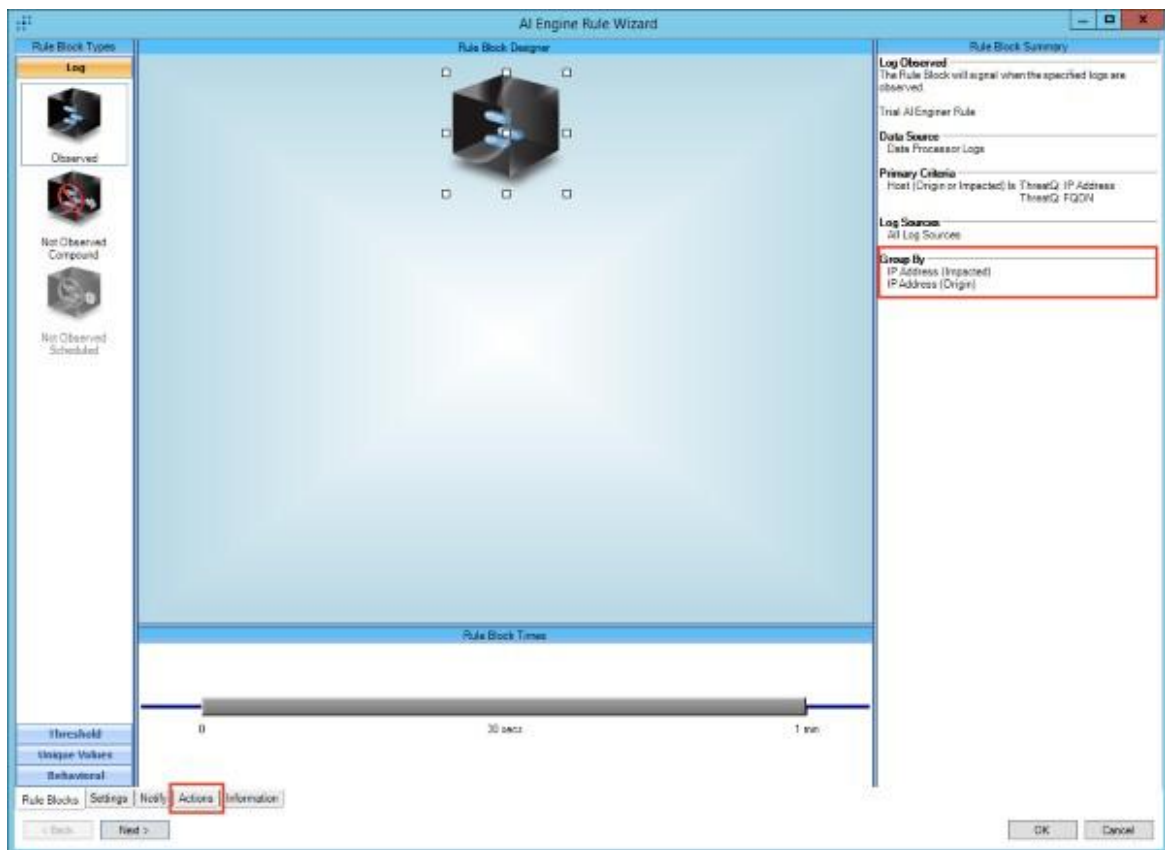 AI Engine Rule Wizard
Rule Block Types
Log
Observed
Not Observed
Compound
Not Observed
Scheduled
Threshold
Unique Values
Behavioral
Rule Block Designer
Rule Block Times
0 30 secs 1 min
Rule Block Summary
Log Observed
The Rule Block will signal when the specified logs are
observed.
Trial AI Enginer Rule
Data Source
Data Processor Logs
Primary Criteria
Host (Origin or Impacted) Is ThreatQ: IP Address
ThreatQ: FQDN
Log Sources
All Log Sources
Group By
IP Address (Impacted)
IP Address (Origin)
Rule Blocks Settings Notify Actions Information
< Back Next > OK Cancel